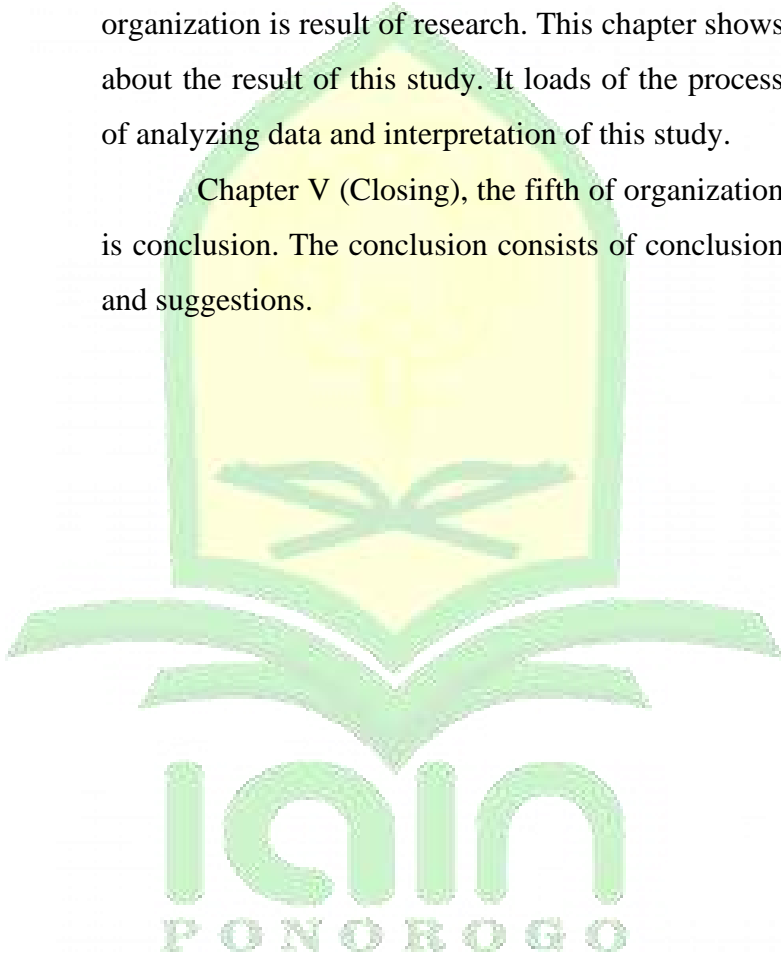 organization is result of research. This chapter shows
about the result of this study. It loads of the process
of analyzing data and interpretation of this study.
Chapter V (Closing), the fifth of organization
is conclusion. The conclusion consists of conclusion
and suggestions.
iain
PONOROGO